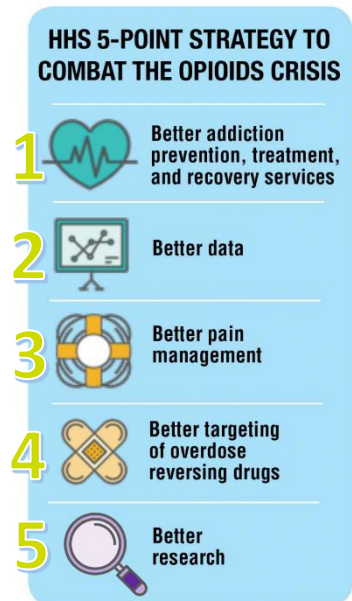 HHS 5-POINT STRATEGY TO
COMBAT THE OPIOIDS CRISIS
1
Better addiction
prevention, treatment,
and recovery services
2
Better data
3
Better pain
management
4
Better targeting
of overdose
reversing drugs
5
Better
research